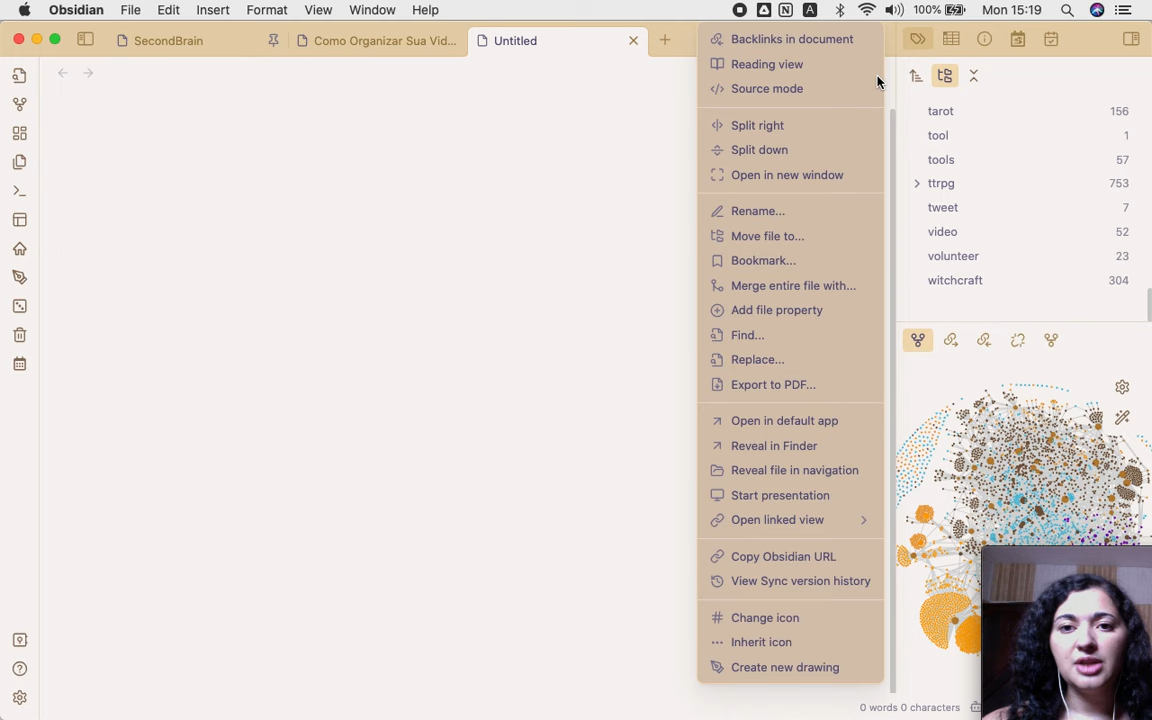 Obsidian File Edit Insert Format View Window Help 100% Mon 15:19
SecondBrain
Como Organizar Sua Vid...
Untitled
Backlinks in document
Reading view
Source mode
Split right
Split down
Open in new window
Rename...
Move file to...
Bookmark...
Merge entire file with...
Add file property
Find...
Replace...
Export to PDF...
Open in default app
Reveal in Finder
Reveal file in navigation
Start presentation
Open linked view
Copy Obsidian URL
View Sync version history
Change icon
Inherit icon
Create new drawing
tarot 156
tool 1
tools 57
ttrpg 753
tweet 7
video 52
volunteer 23
witchcraft 304
0 words 0 characters